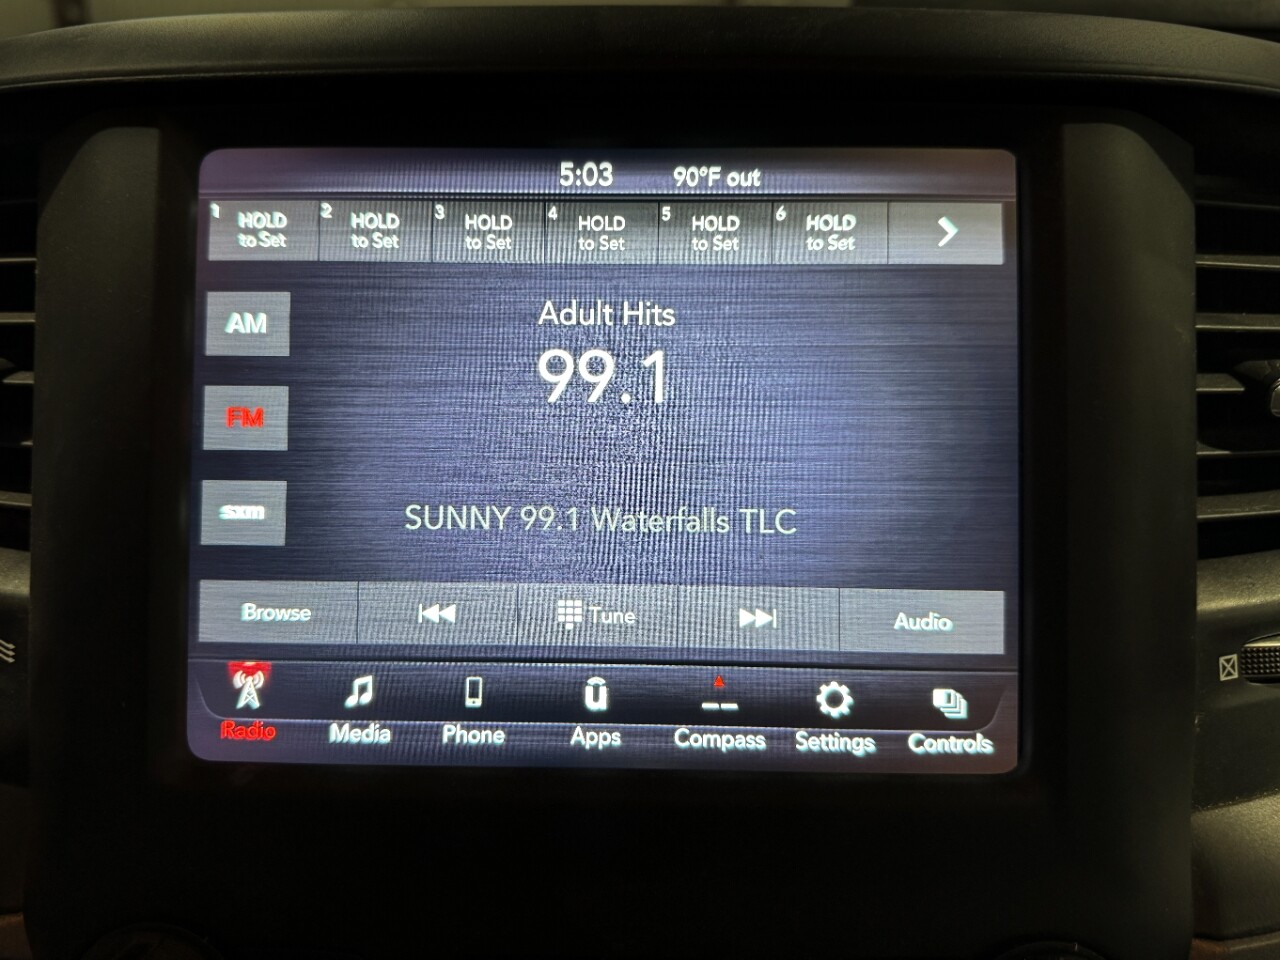 5:03 90°F out
1 HOLD to Set
2 HOLD to Set
3 HOLD to Set
4 HOLD to Set
5 HOLD to Set
6 HOLD to Set
AM
Adult Hits
99.1
FM
sxm
SUNNY 99.1 Waterfalls TLC
Browse Tune Audio
Radio Media Phone Apps Compass Settings Controls